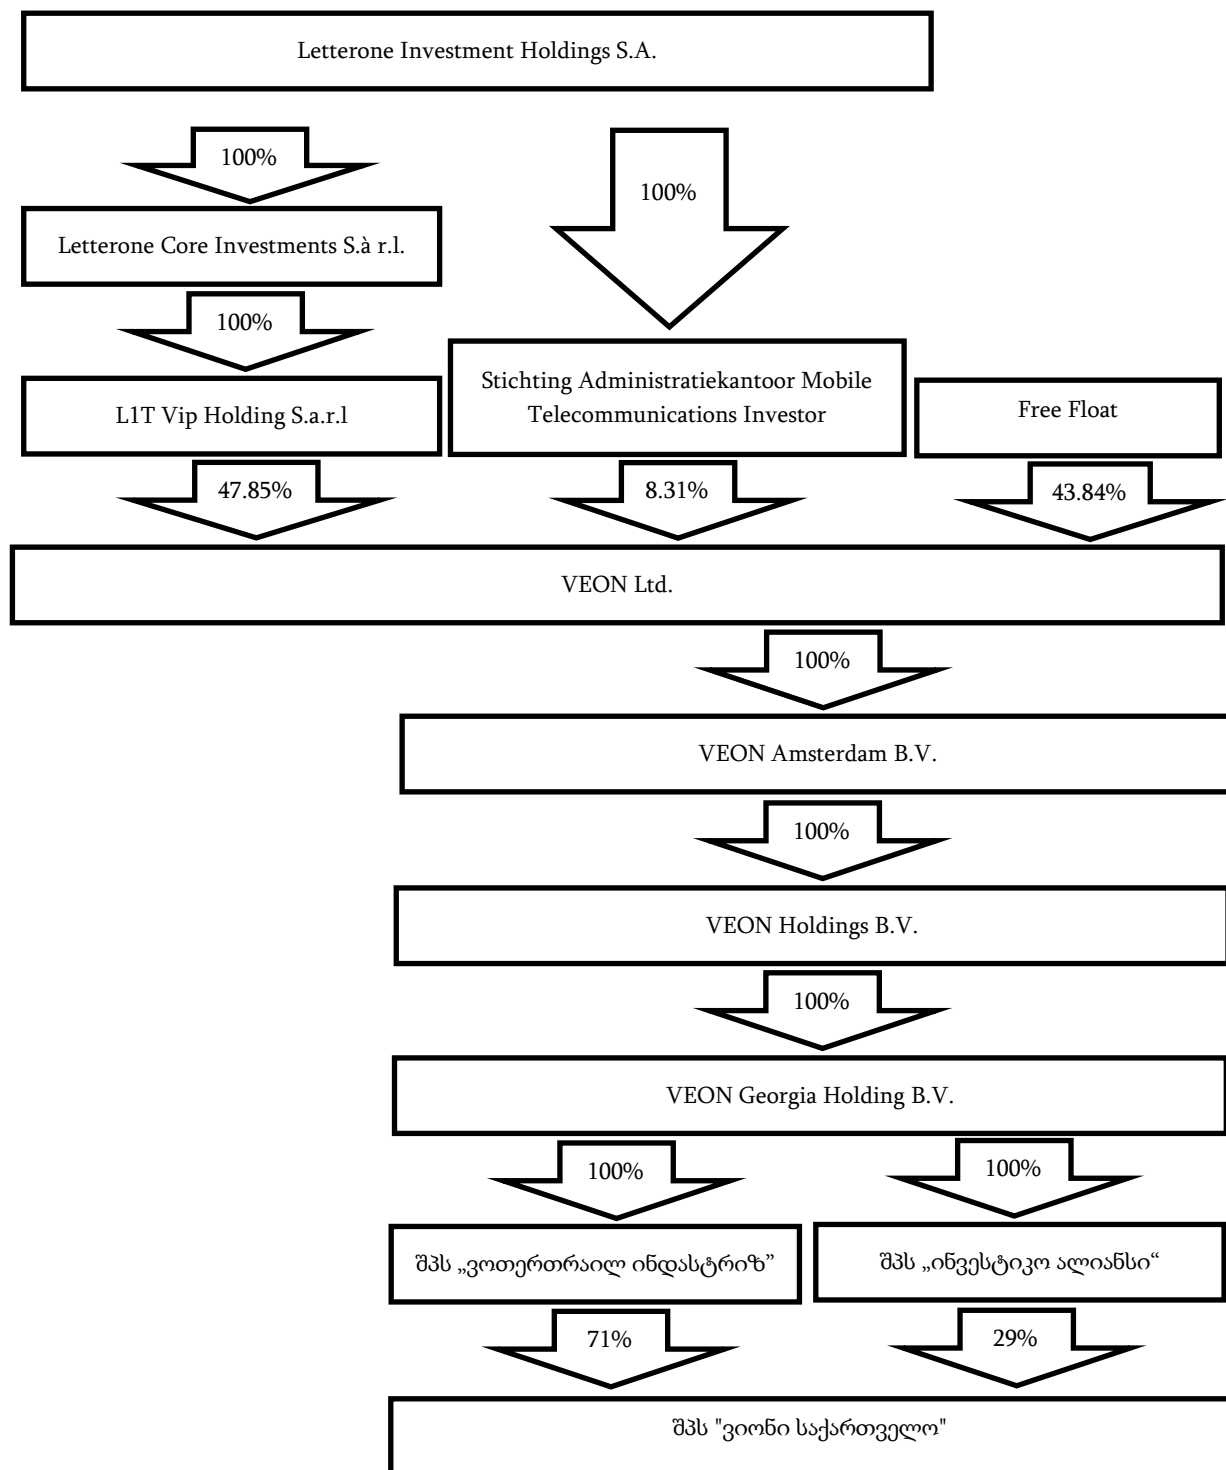 Letterone Investment Holdings S.A.
100%
100%
Letterone Core Investments S.à r.l.
100%
L1T Vip Holding S.a.r.l
Stichting Administratiekantoor Mobile
Telecommunications Investor
Free Float
47.85%
8.31%
43.84%
VEON Ltd.
100%
VEON Amsterdam B.V.
100%
VEON Holdings B.V.
100%
VEON Georgia Holding B.V.
100%
100%
შპს „ვოთერთრაილ ინდასტრიზ”
შპს „ინვესტიკო ალიანსი“
71%
29%
შპს "ვიონი საქართველო"